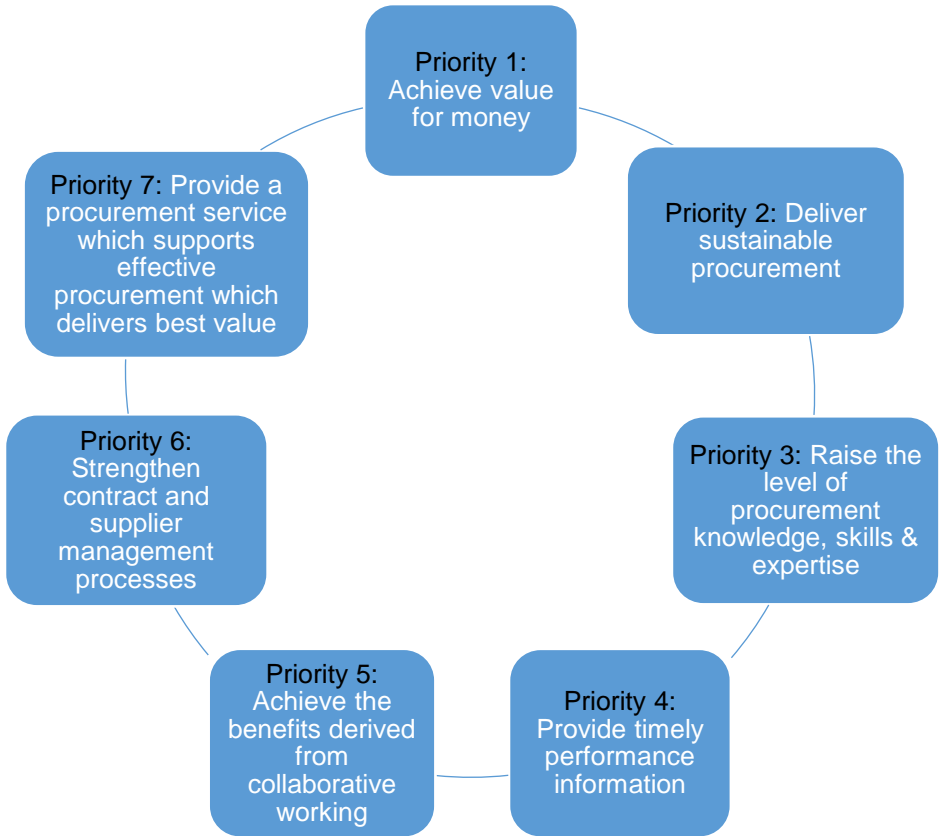 Priority 1:
Achieve value
for money
Priority 2: Deliver
sustainable
procurement
Priority 3: Raise the
level of
procurement
knowledge, skills &
expertise
Priority 4:
Provide timely
performance
information
Priority 5:
Achieve the
benefits derived
from
collaborative
working
Priority 6:
Strengthen
contract and
supplier
management
processes
Priority 7: Provide a
procurement service
which supports
effective
procurement which
delivers best value